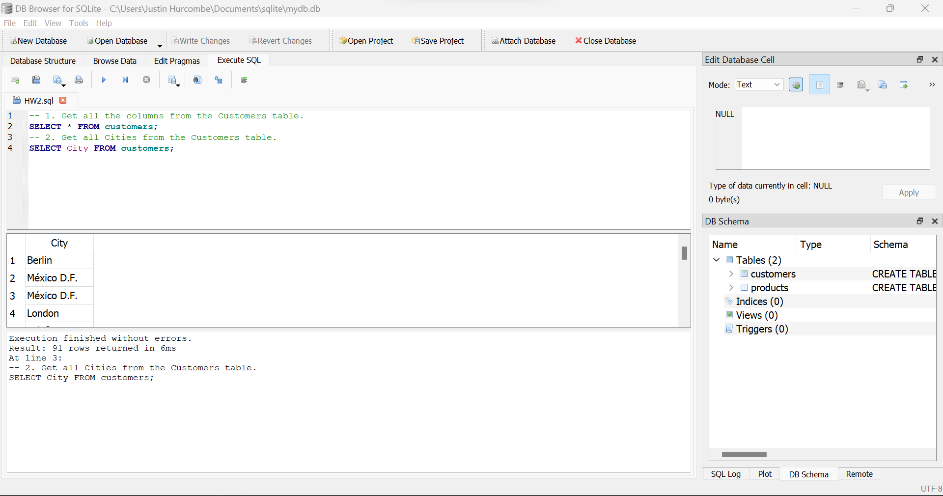 DB Browser for SQLite - C:\Users\Justin Hurcombe\Documents\sqlite\mydb.db
File Edit View Tools Help
New Database Open Database Write Changes Revert Changes Open Project Save Project Attach Database Close Database
Database Structure Browse Data Edit Pragmas Execute SQL
HW2.sql
1 -- 1. Get all the columns from the Customers table.
2 SELECT * FROM customers;
3 -- 2. Get all Cities from the Customers table.
4 SELECT City FROM customers;
City
1 Berlin
2 México D.F.
3 México D.F.
4 London
Execution finished without errors.
Result: 91 rows returned in 6ms
At line 3:
-- 2. Get all Cities from the Customers table.
SELECT City FROM customers;
Edit Database Cell
Mode: Text
NULL
Type of data currently in cell: NULL
0 byte(s)
Apply
DB Schema
Name Type Schema
Tables (2)
customers CREATE TABLE
products CREATE TABLE
Indices (0)
Views (0)
Triggers (0)
SQL Log Plot DB Schema Remote
UTF-8